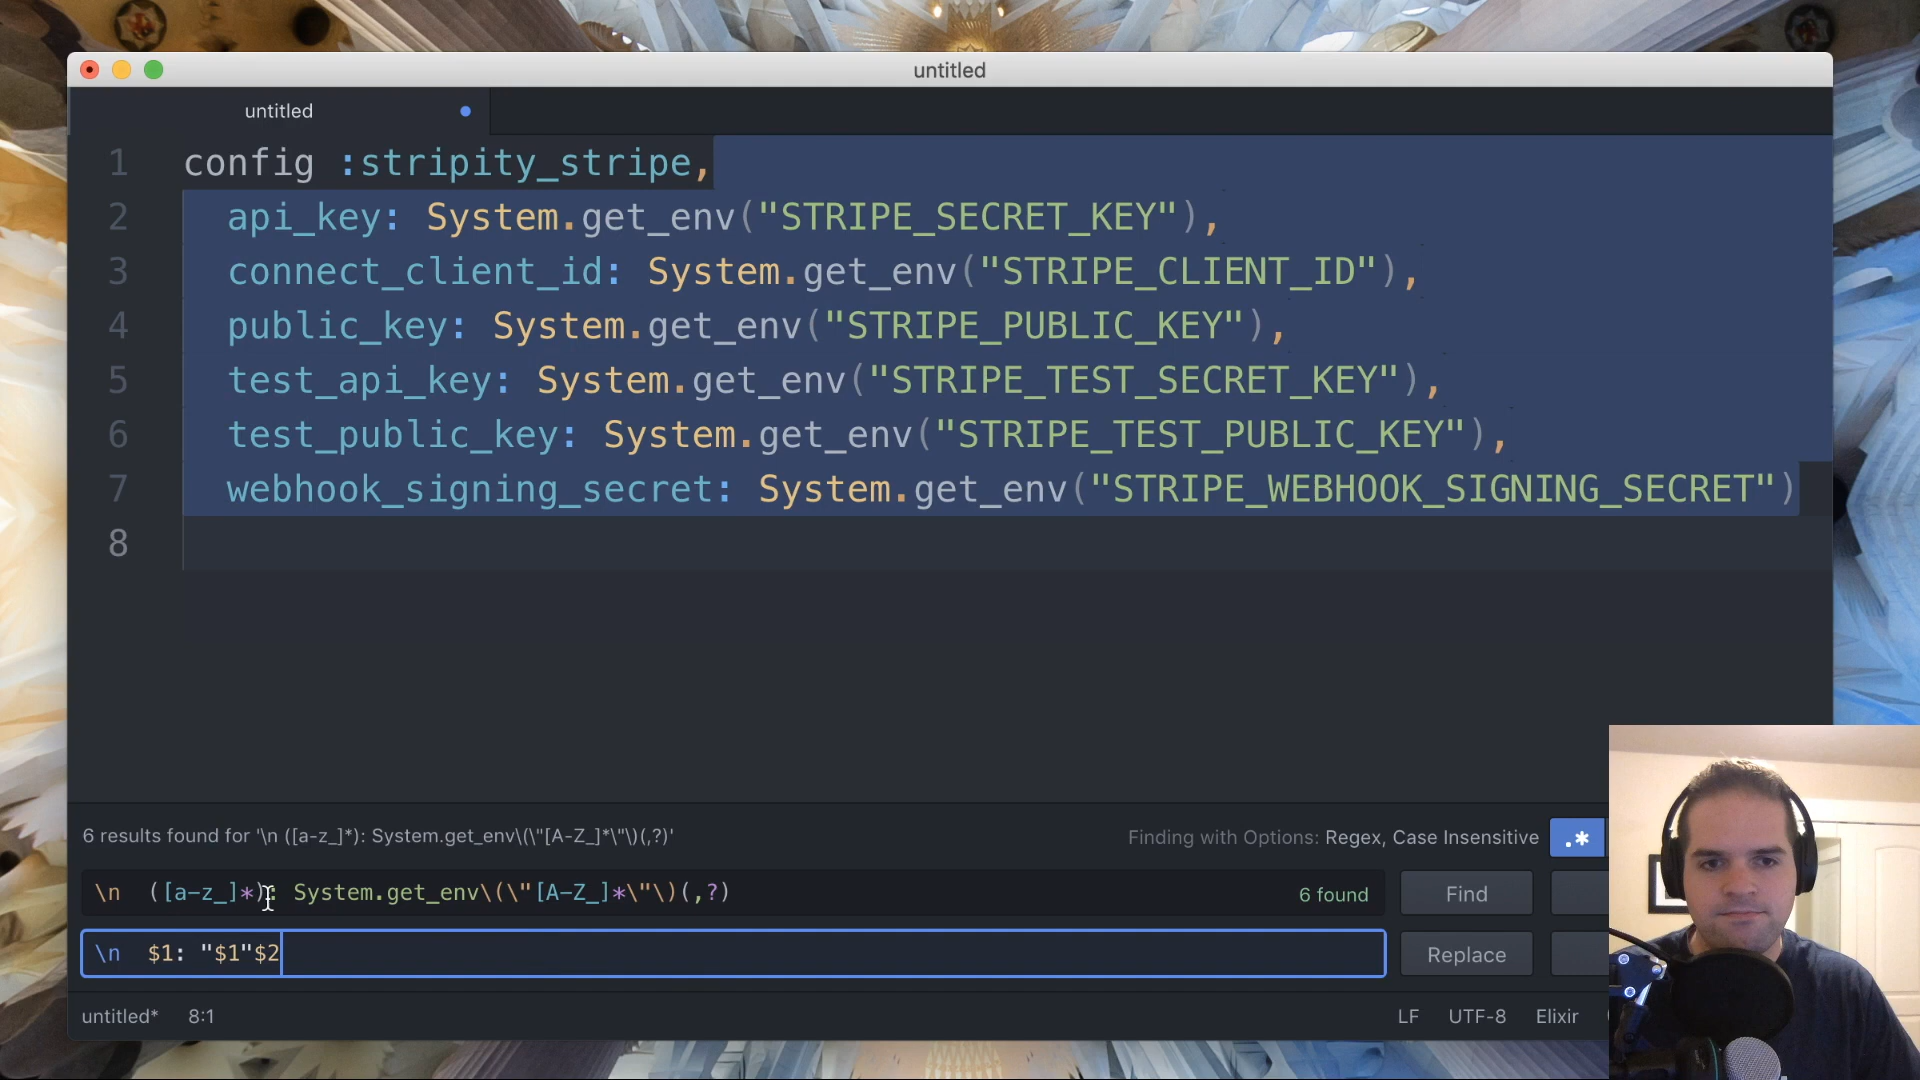 untitled
untitled
1 config :stripity_stripe,
2   api_key: System.get_env("STRIPE_SECRET_KEY"),
3   connect_client_id: System.get_env("STRIPE_CLIENT_ID"),
4   public_key: System.get_env("STRIPE_PUBLIC_KEY"),
5   test_api_key: System.get_env("STRIPE_TEST_SECRET_KEY"),
6   test_public_key: System.get_env("STRIPE_TEST_PUBLIC_KEY"),
7   webhook_signing_secret: System.get_env("STRIPE_WEBHOOK_SIGNING_SECRET")
8
6 results found for '\n ([a-z_]*): System.get_env\(\"[A-Z_]*\"\)(,?)' Finding with Options: Regex, Case Insensitive .*
\n  ([a-z_]*): System.get_env\(\"[A-Z_]*\"\)(,?) 6 found Find
\n  $1: "$1"$2 Replace
untitled* 8:1 LF UTF-8 Elixir